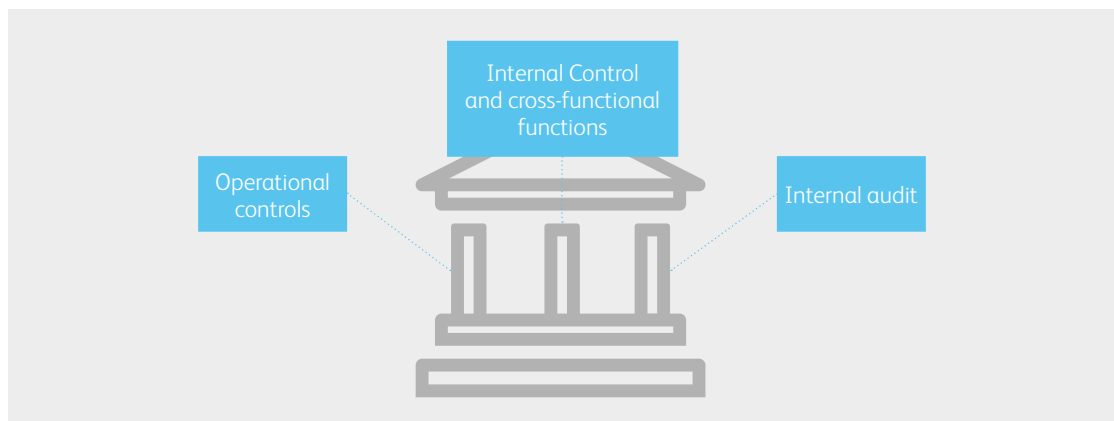 Internal Control
and cross-functional
functions
Operational
controls
Internal audit